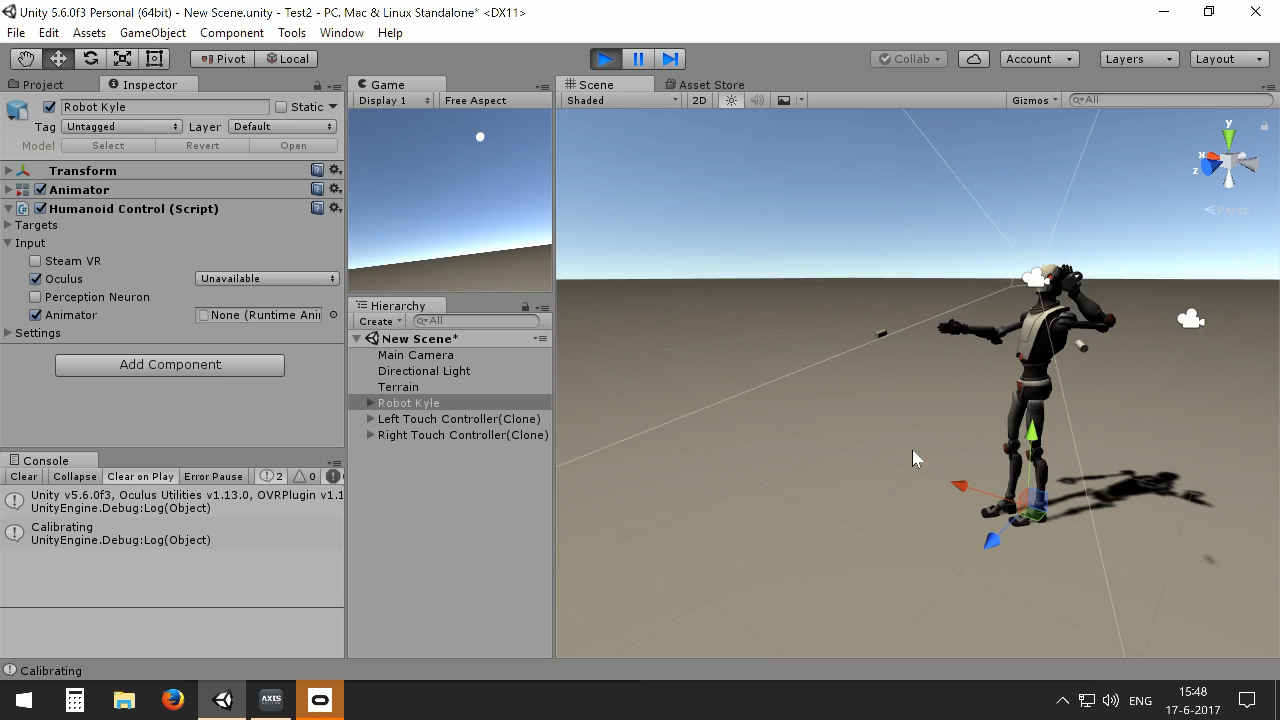 Unity 5.6.0f3 Personal (64bit) - New Scene.unity - Test2 - PC, Mac & Linux Standalone* <DX11>
File Edit Assets GameObject Component Tools Window Help
Pivot Local Collab Account Layers Layout
Project Inspector
Robot Kyle Static
Tag Untagged Layer Default
Model Select Revert Open
Transform
Animator
Humanoid Control (Script)
Targets
Input
Steam VR
Oculus Unavailable
Perception Neuron
Animator None (Runtime Ani
Settings
Add Component
Console
Clear Collapse Clear on Play Error Pause 2 0
Unity v5.6.0f3, Oculus Utilities v1.13.0, OVRPlugin v1.1
UnityEngine.Debug:Log(Object)
Calibrating
UnityEngine.Debug:Log(Object)
Game
Display 1 Free Aspect
Hierarchy
Create All
New Scene*
Main Camera
Directional Light
Terrain
Robot Kyle
Left Touch Controller(Clone)
Right Touch Controller(Clone)
Scene Asset Store
Shaded 2D Gizmos All
y
x
z
Persp
Calibrating
AXIS
ENG
15:48
17-6-2017